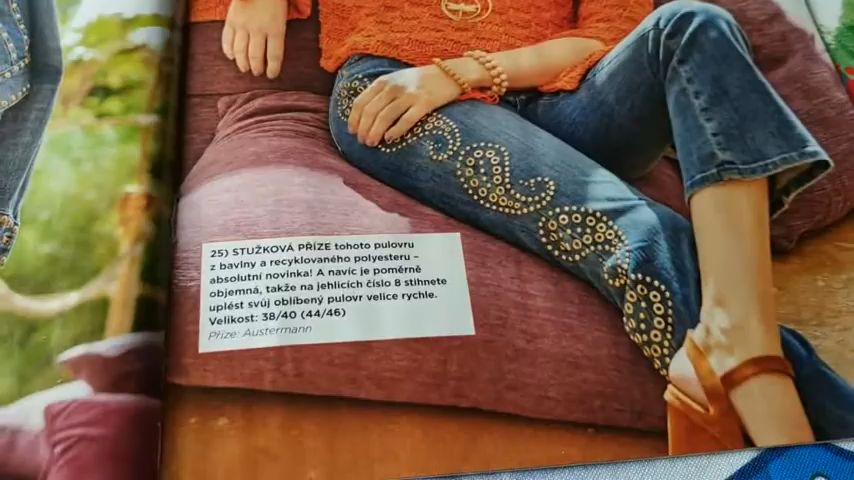 25) STUŽKOVÁ PŘÍZE tohoto pulovru
z bavlny a recyklovaného polyesteru –
absolutní novinka! A navíc je poměrně
objemná, takže na jehlicích číslo 8 stihnete
uplést svůj oblíbený pulovr velice rychle.
Velikost: 38/40 (44/46)
Příze: Austermann